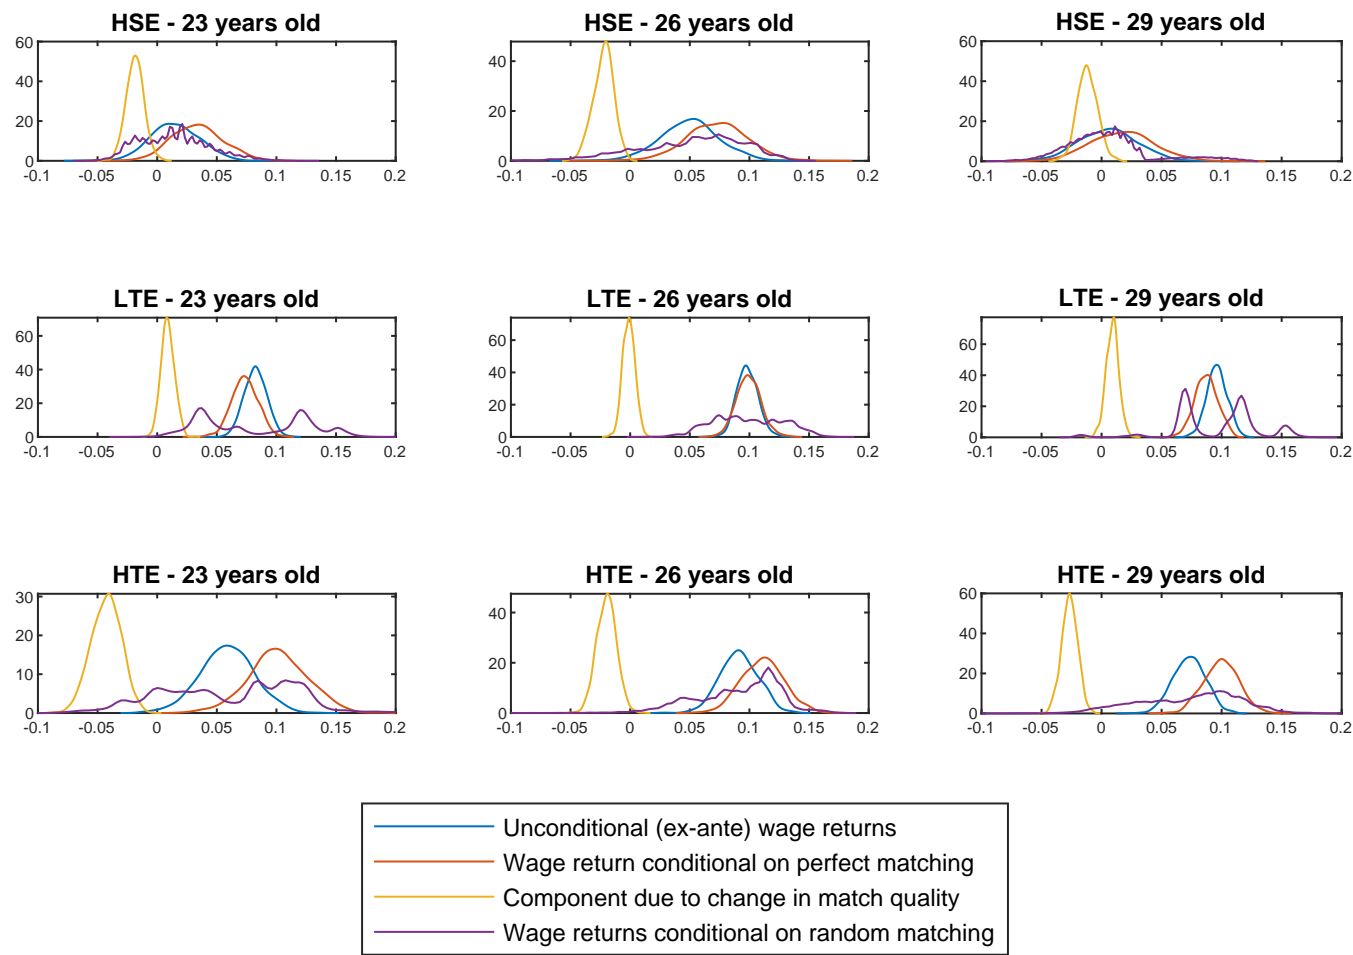 HSE - 23 years old
60
40
20
0
-0.1 -0.05 0 0.05 0.1 0.15 0.2
HSE - 26 years old
40
20
0
-0.1 -0.05 0 0.05 0.1 0.15 0.2
HSE - 29 years old
60
40
20
0
-0.1 -0.05 0 0.05 0.1 0.15 0.2
LTE - 23 years old
60
40
20
0
-0.1 -0.05 0 0.05 0.1 0.15 0.2
LTE - 26 years old
60
40
20
0
-0.1 -0.05 0 0.05 0.1 0.15 0.2
LTE - 29 years old
60
40
20
0
-0.1 -0.05 0 0.05 0.1 0.15 0.2
HTE - 23 years old
30
20
10
0
-0.1 -0.05 0 0.05 0.1 0.15 0.2
HTE - 26 years old
40
20
0
-0.1 -0.05 0 0.05 0.1 0.15 0.2
HTE - 29 years old
60
40
20
0
-0.1 -0.05 0 0.05 0.1 0.15 0.2
Unconditional (ex-ante) wage returns
Wage return conditional on perfect matching
Component due to change in match quality
Wage returns conditional on random matching